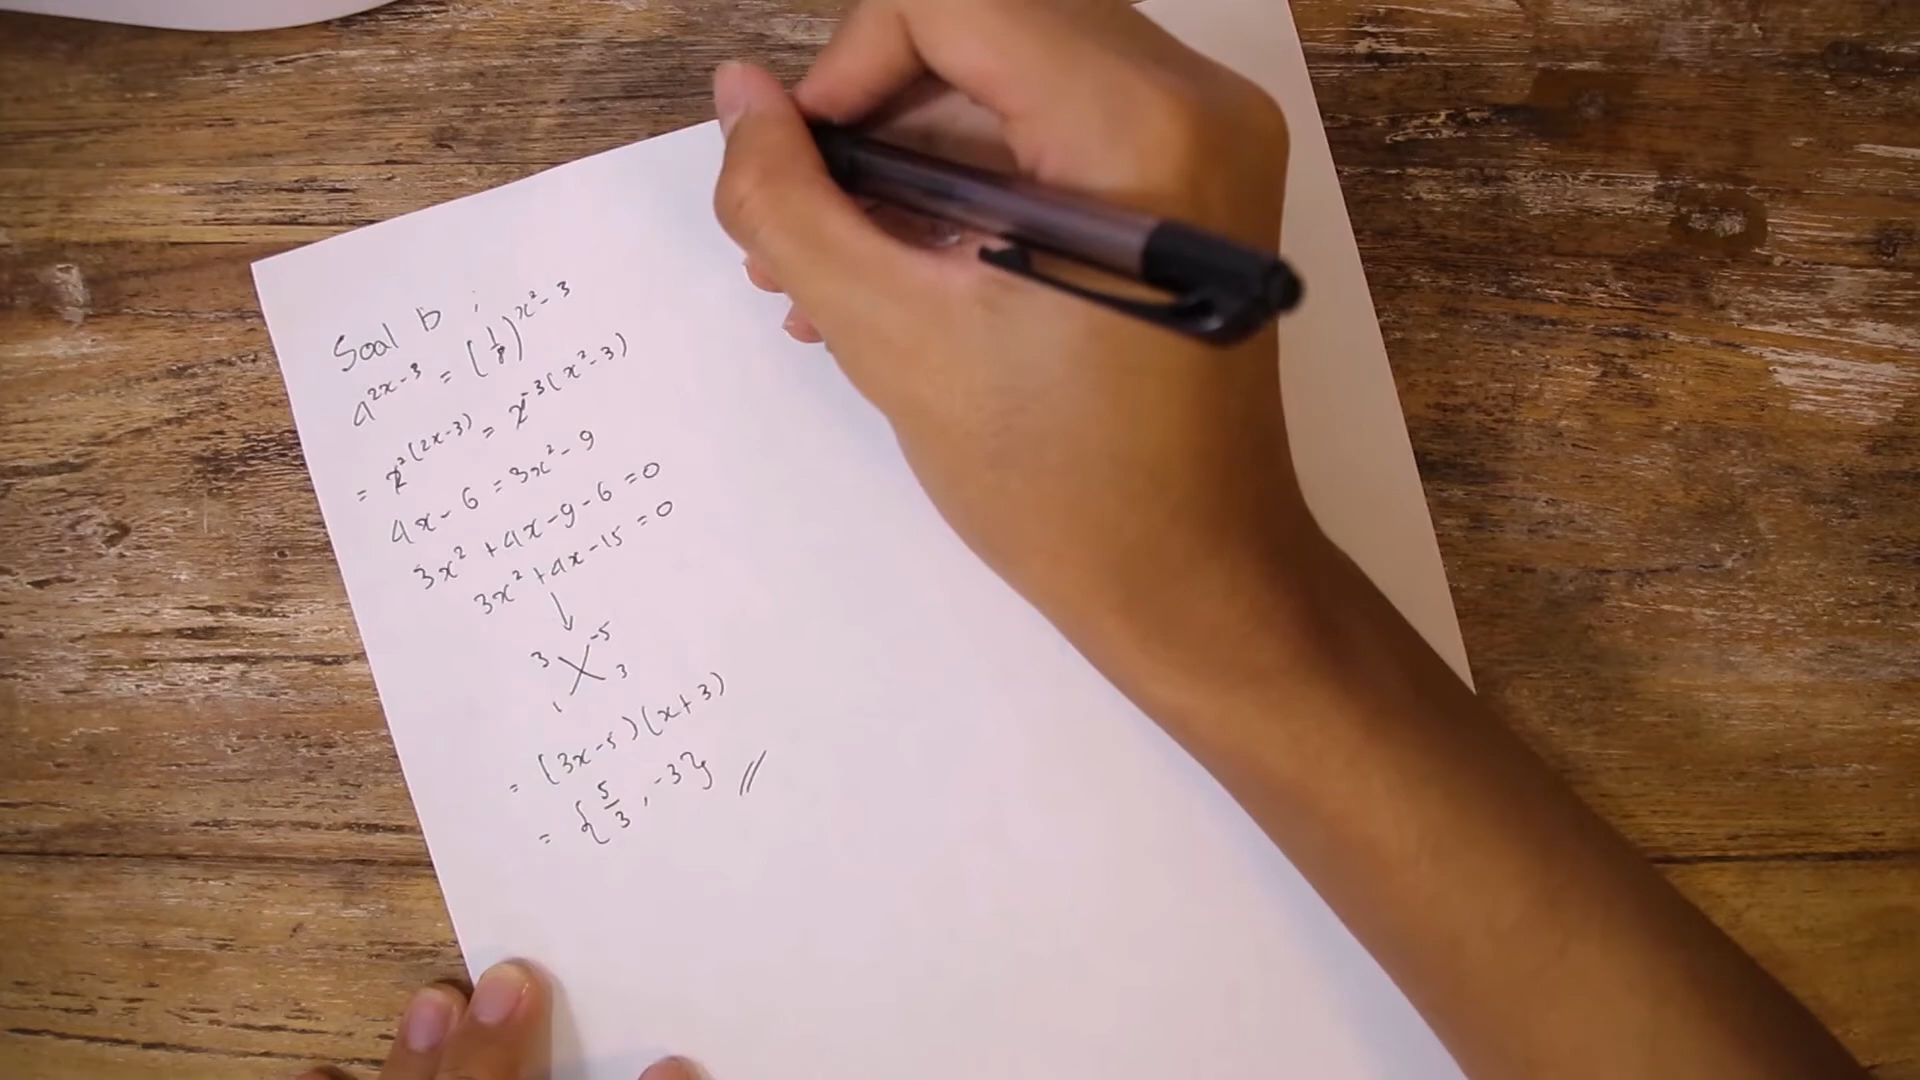 Soal b :
4^{2x-3} = (1/8)^{x²-3}
= 2^{2(2x-3)} = 2^{-3(x²-3)}
4x - 6 = 3x² - 9
3x² + 4x - 9 - 6 = 0
3x² + 4x - 15 = 0
↓
3 -5
1 3
= (3x-5)(x+3)
= {5/3, -3} //